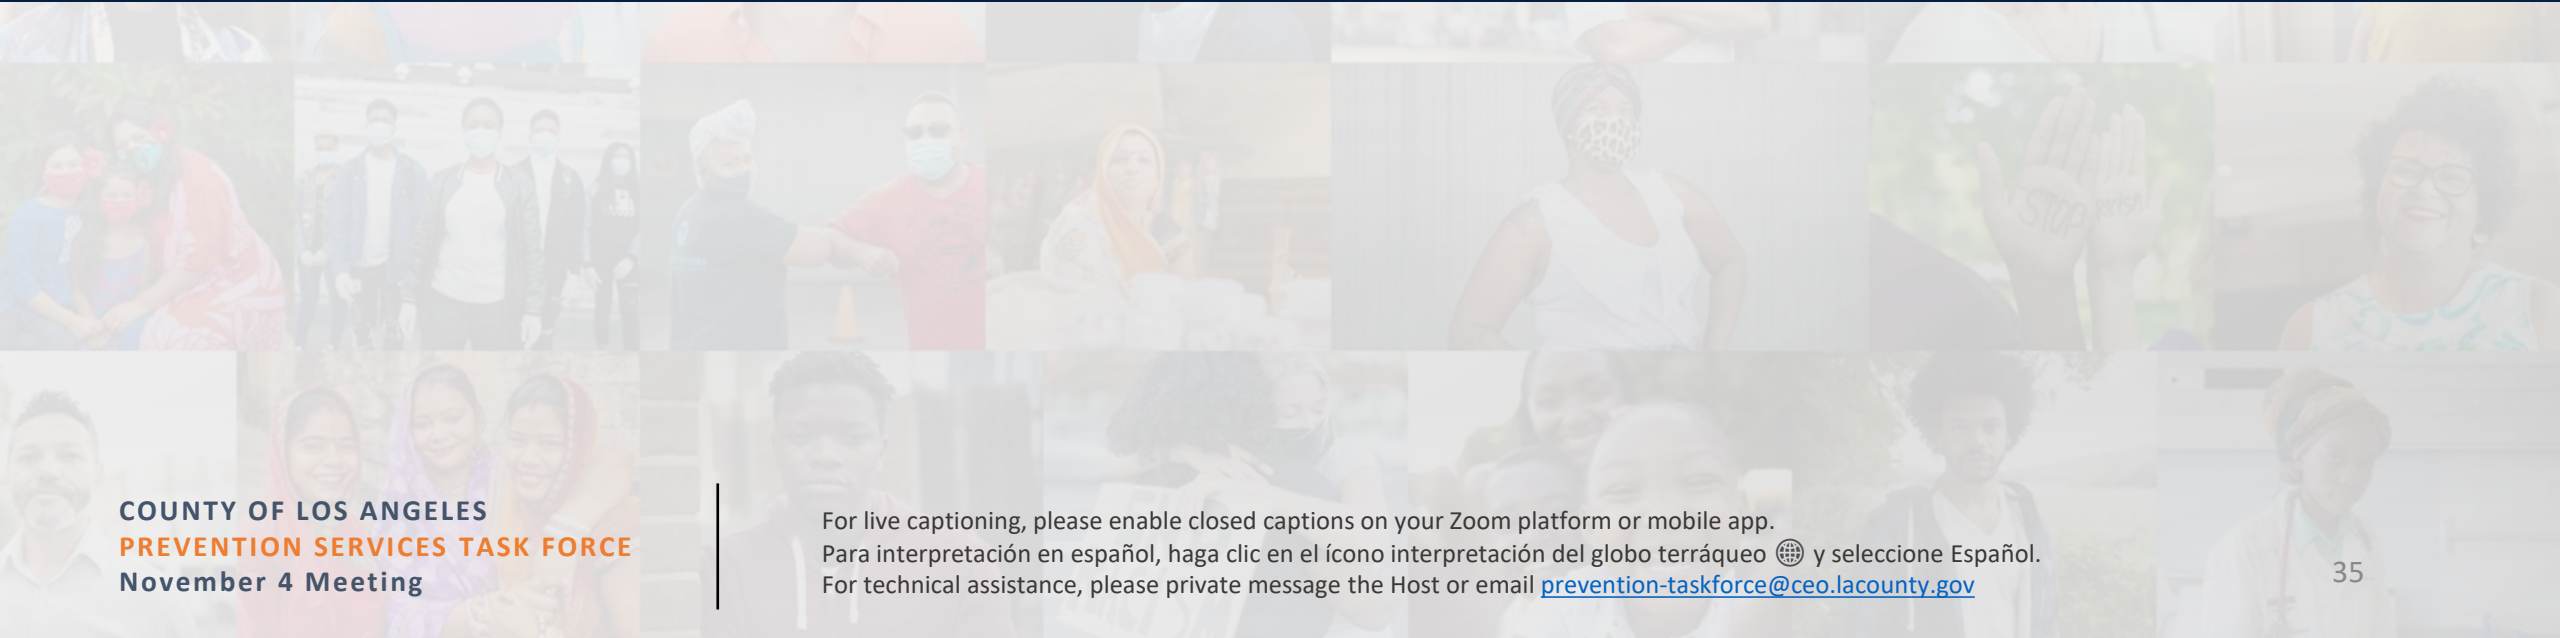 STOP racism
COUNTY OF LOS ANGELES
PREVENTION SERVICES TASK FORCE
November 4 Meeting
For live captioning, please enable closed captions on your Zoom platform or mobile app.
Para interpretación en español, haga clic en el ícono interpretación del globo terráqueo y seleccione Español.
For technical assistance, please private message the Host or email prevention-taskforce@ceo.lacounty.gov
35